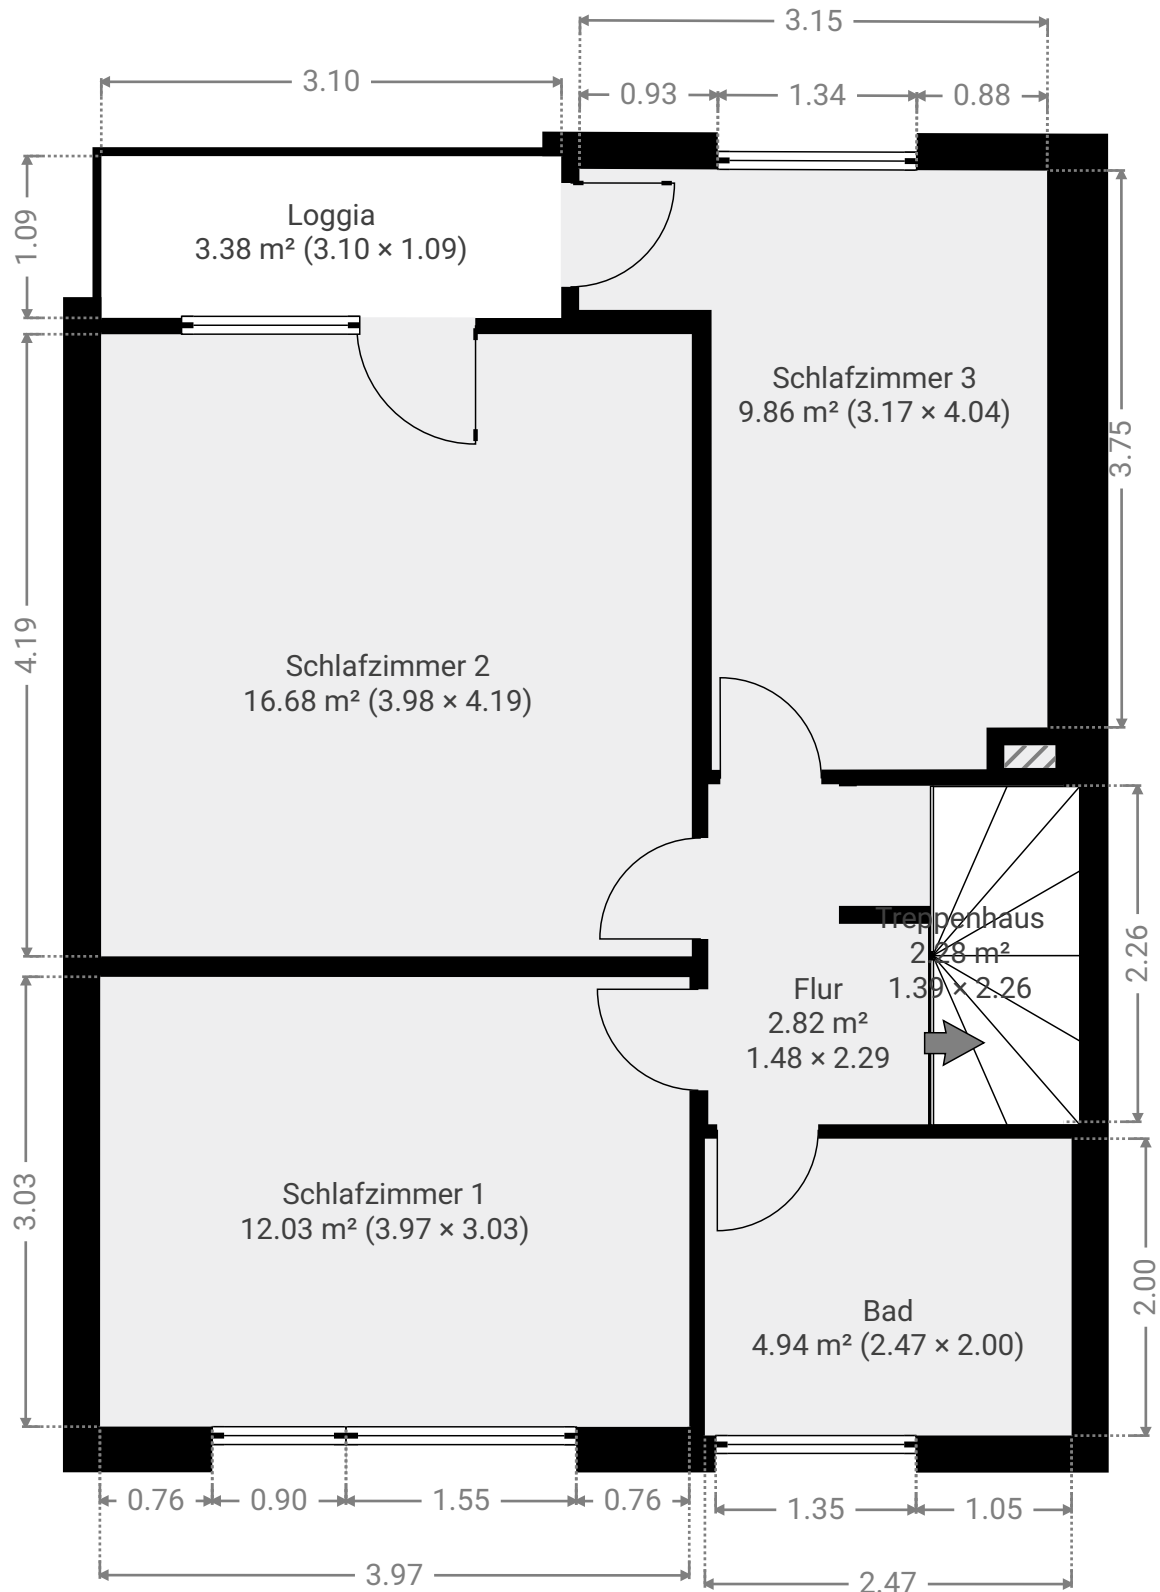 3.15
3.10
0.93
1.34
0.88
1.09
Loggia
3.38 m² (3.10 × 1.09)
Schlafzimmer 3
9.86 m² (3.17 × 4.04)
3.75
4.19
Schlafzimmer 2
16.68 m² (3.98 × 4.19)
Treppenhaus
2.28 m²
1.39 × 2.26
2.26
Flur
2.82 m²
1.48 × 2.29
3.03
Schlafzimmer 1
12.03 m² (3.97 × 3.03)
2.00
Bad
4.94 m² (2.47 × 2.00)
0.76
0.90
1.55
0.76
1.35
1.05
3.97
2.47